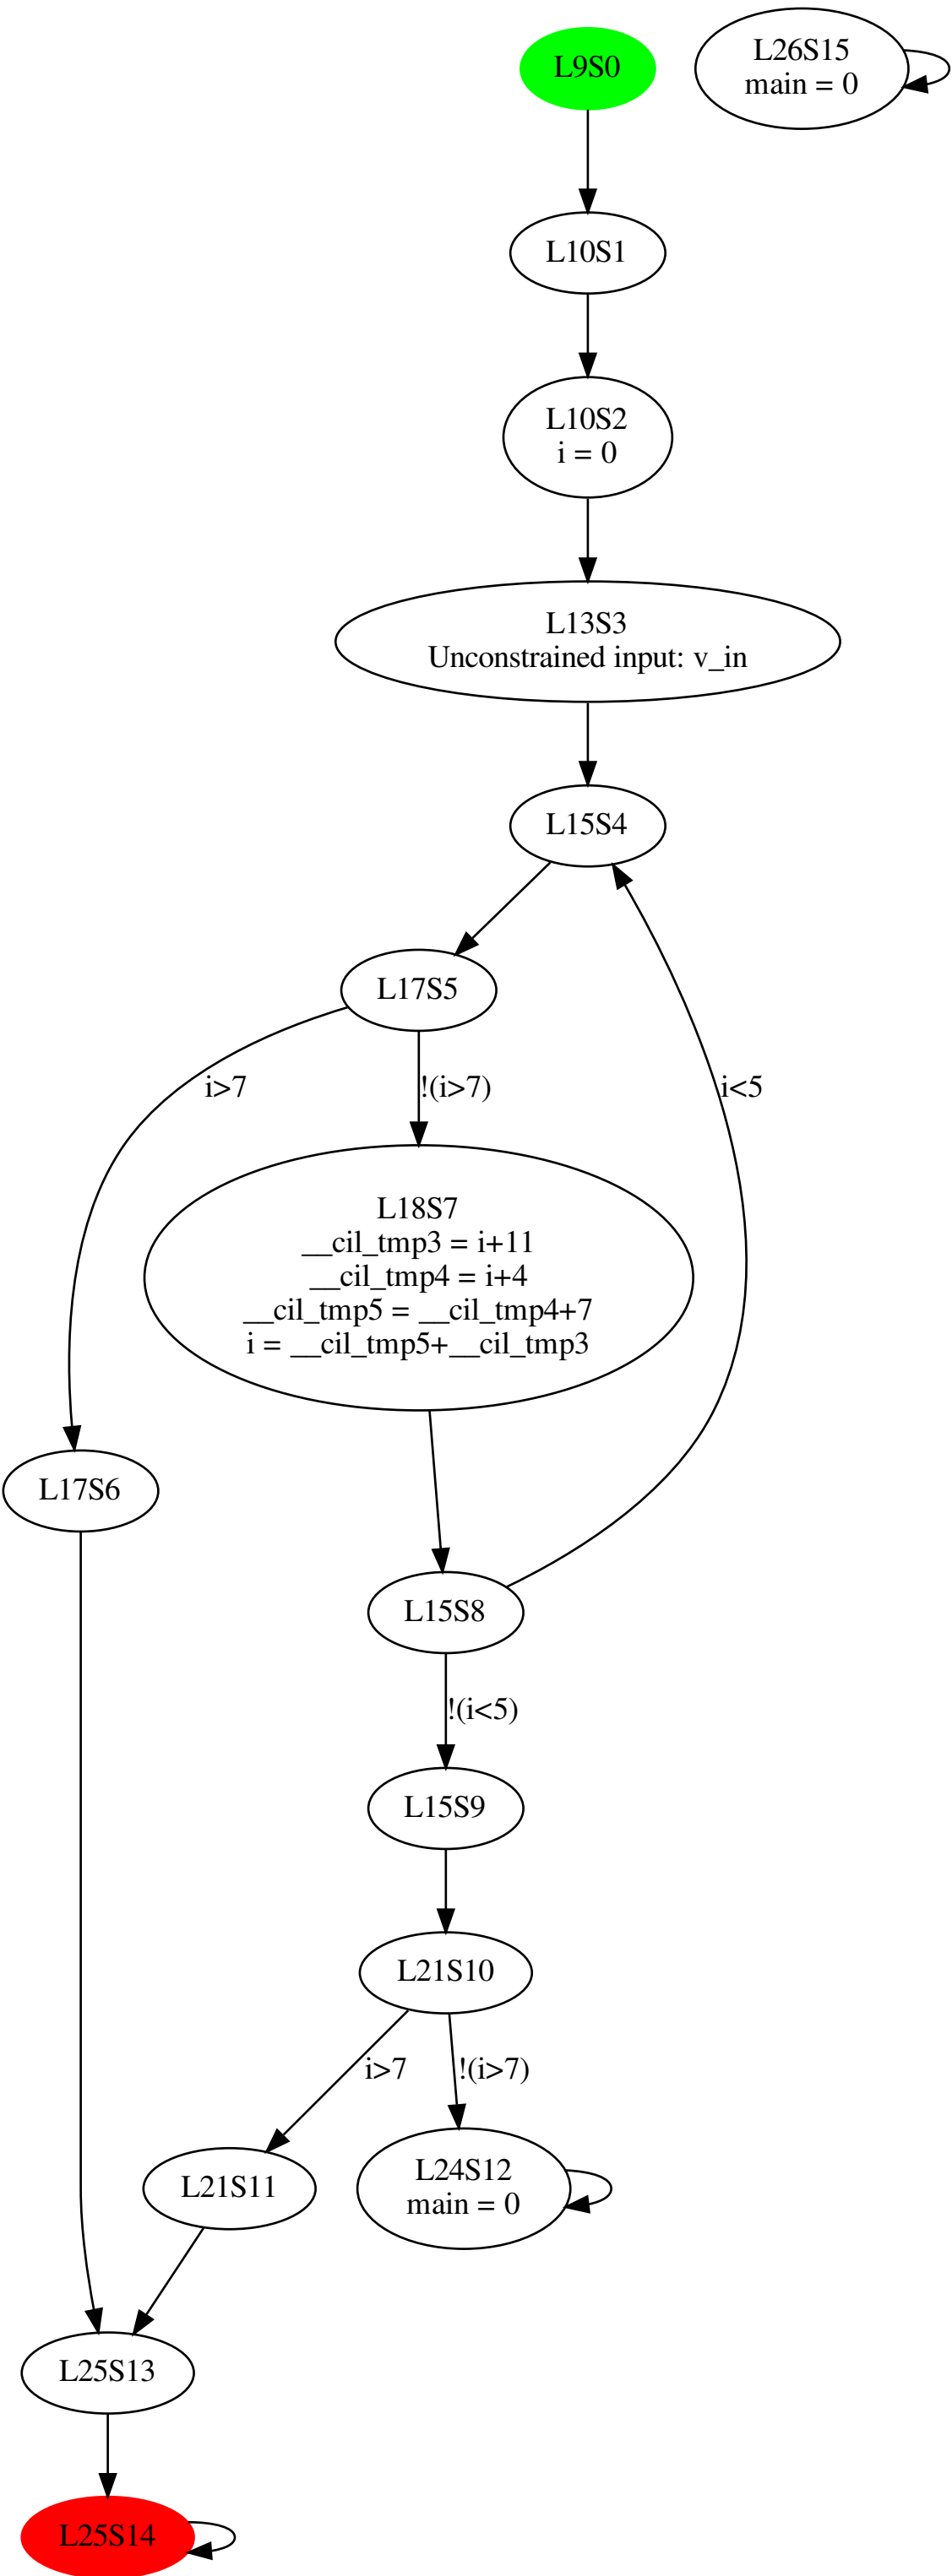 L9S0
L26S15
main = 0
L10S1
L10S2
i = 0
L13S3
Unconstrained input: v_in
L15S4
L17S5
i>7
!(i>7)
i<5
L18S7
__cil_tmp3 = i+11
__cil_tmp4 = i+4
__cil_tmp5 = __cil_tmp4+7
i = __cil_tmp5+__cil_tmp3
L17S6
L15S8
!(i<5)
L15S9
L21S10
i>7
!(i>7)
L21S11
L24S12
main = 0
L25S13
L25S14